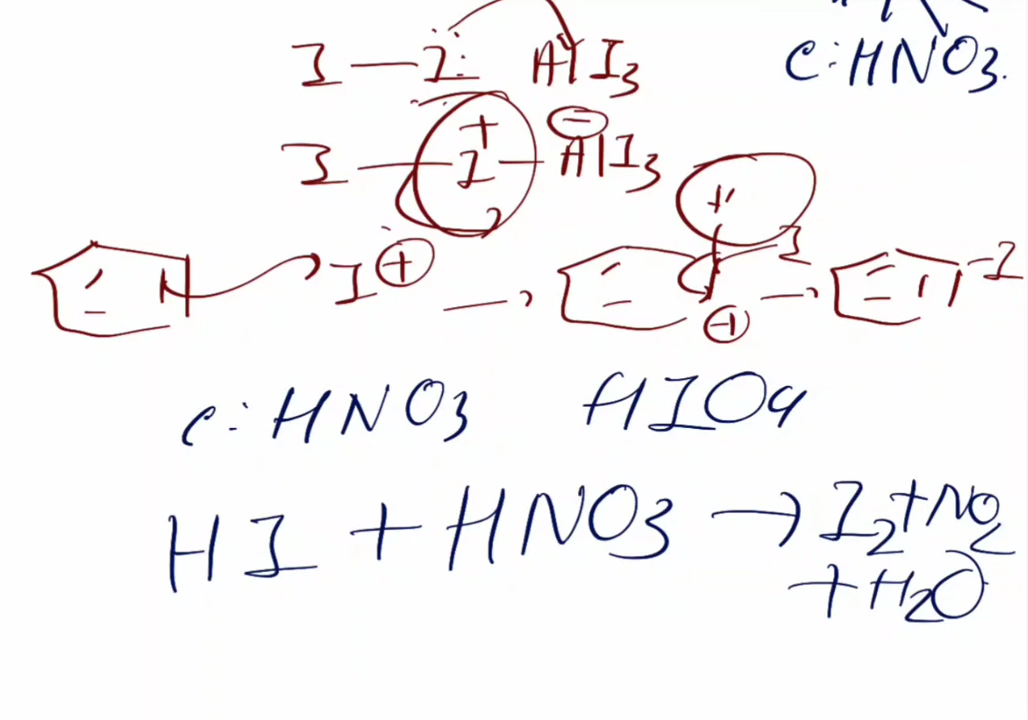 I — I: AlI3
C: HNO3.
I — I+ — AlI3 (−)
H I (+) → H I (+) → I
C: HNO3 HIO4
HI + HNO3 → I2 + NO2
+ H2O